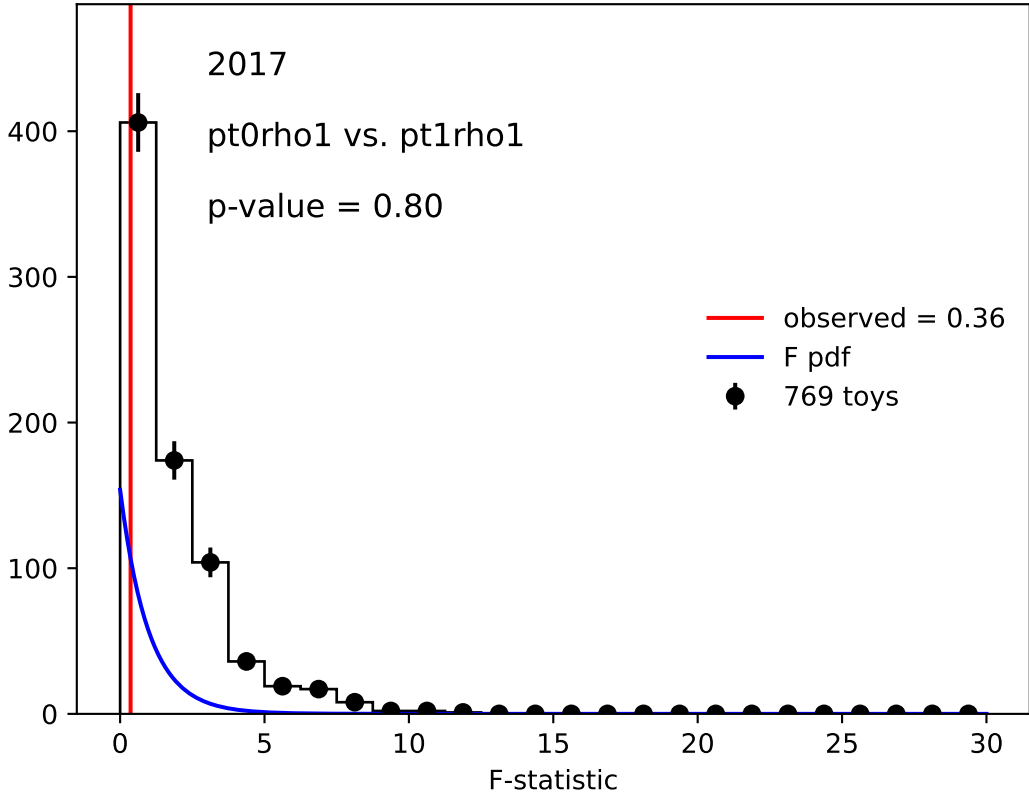 2017
pt0rho1 vs. pt1rho1
p-value = 0.80
observed = 0.36
F pdf
769 toys
400
300
200
100
0
0 5 10 15 20 25 30
F-statistic